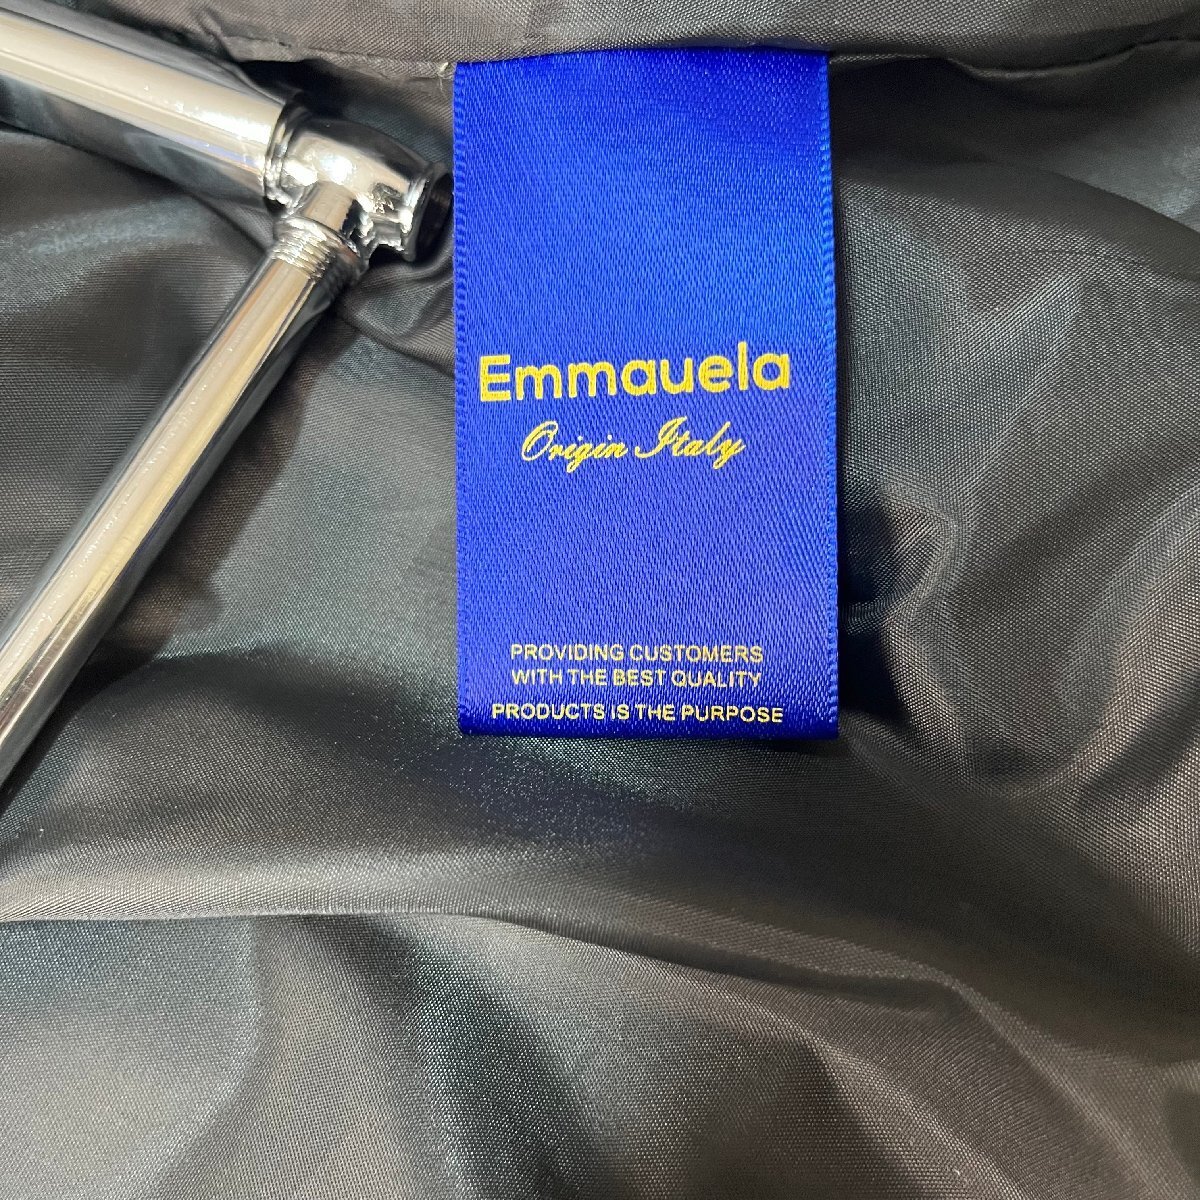 Emmauela
Origin Italy
PROVIDING CUSTOMERS
WITH THE BEST QUALITY
PRODUCTS IS THE PURPOSE